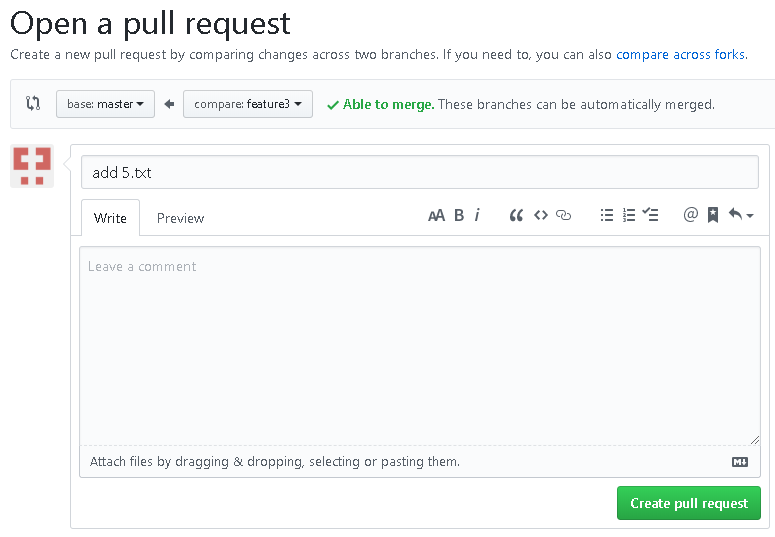 Open a pull request
Create a new pull request by comparing changes across two branches. If you need to, you can also compare across forks.
base: master compare: feature3 Able to merge. These branches can be automatically merged.
add 5.txt
Write Preview AA B i “ <> @
Leave a comment
Attach files by dragging & dropping, selecting or pasting them. M
Create pull request